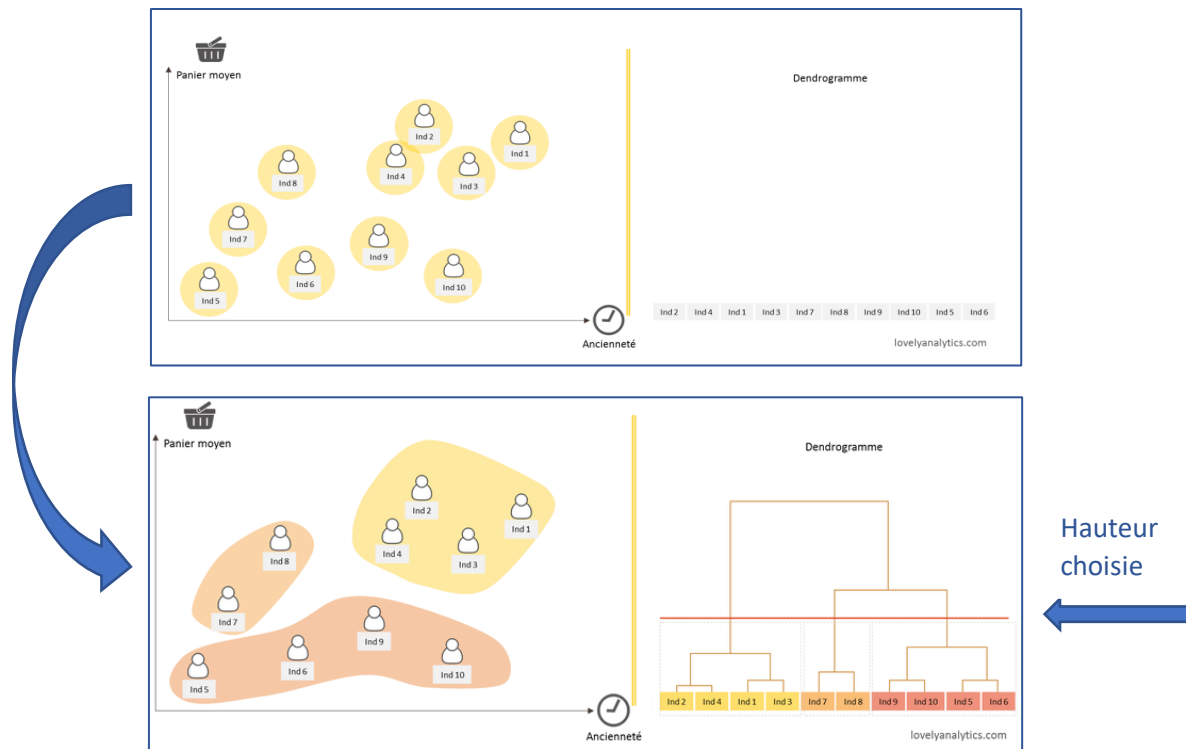 Panier moyen
Dendrogramme
Ind 2
Ind 1
Ind 4
Ind 3
Ind 8
Ind 7
Ind 9
Ind 6
Ind 10
Ind 5
Ind 2 Ind 4 Ind 1 Ind 3 Ind 7 Ind 8 Ind 9 Ind 10 Ind 5 Ind 6
Ancienneté
lovelyanalytics.com
Panier moyen
Dendrogramme
Ind 2
Ind 1
Ind 4
Ind 3
Ind 8
Ind 7
Ind 9
Ind 6
Ind 10
Ind 5
Hauteur
choisie
Ind 2 Ind 4 Ind 1 Ind 3 Ind 7 Ind 8 Ind 9 Ind 10 Ind 5 Ind 6
Ancienneté
lovelyanalytics.com